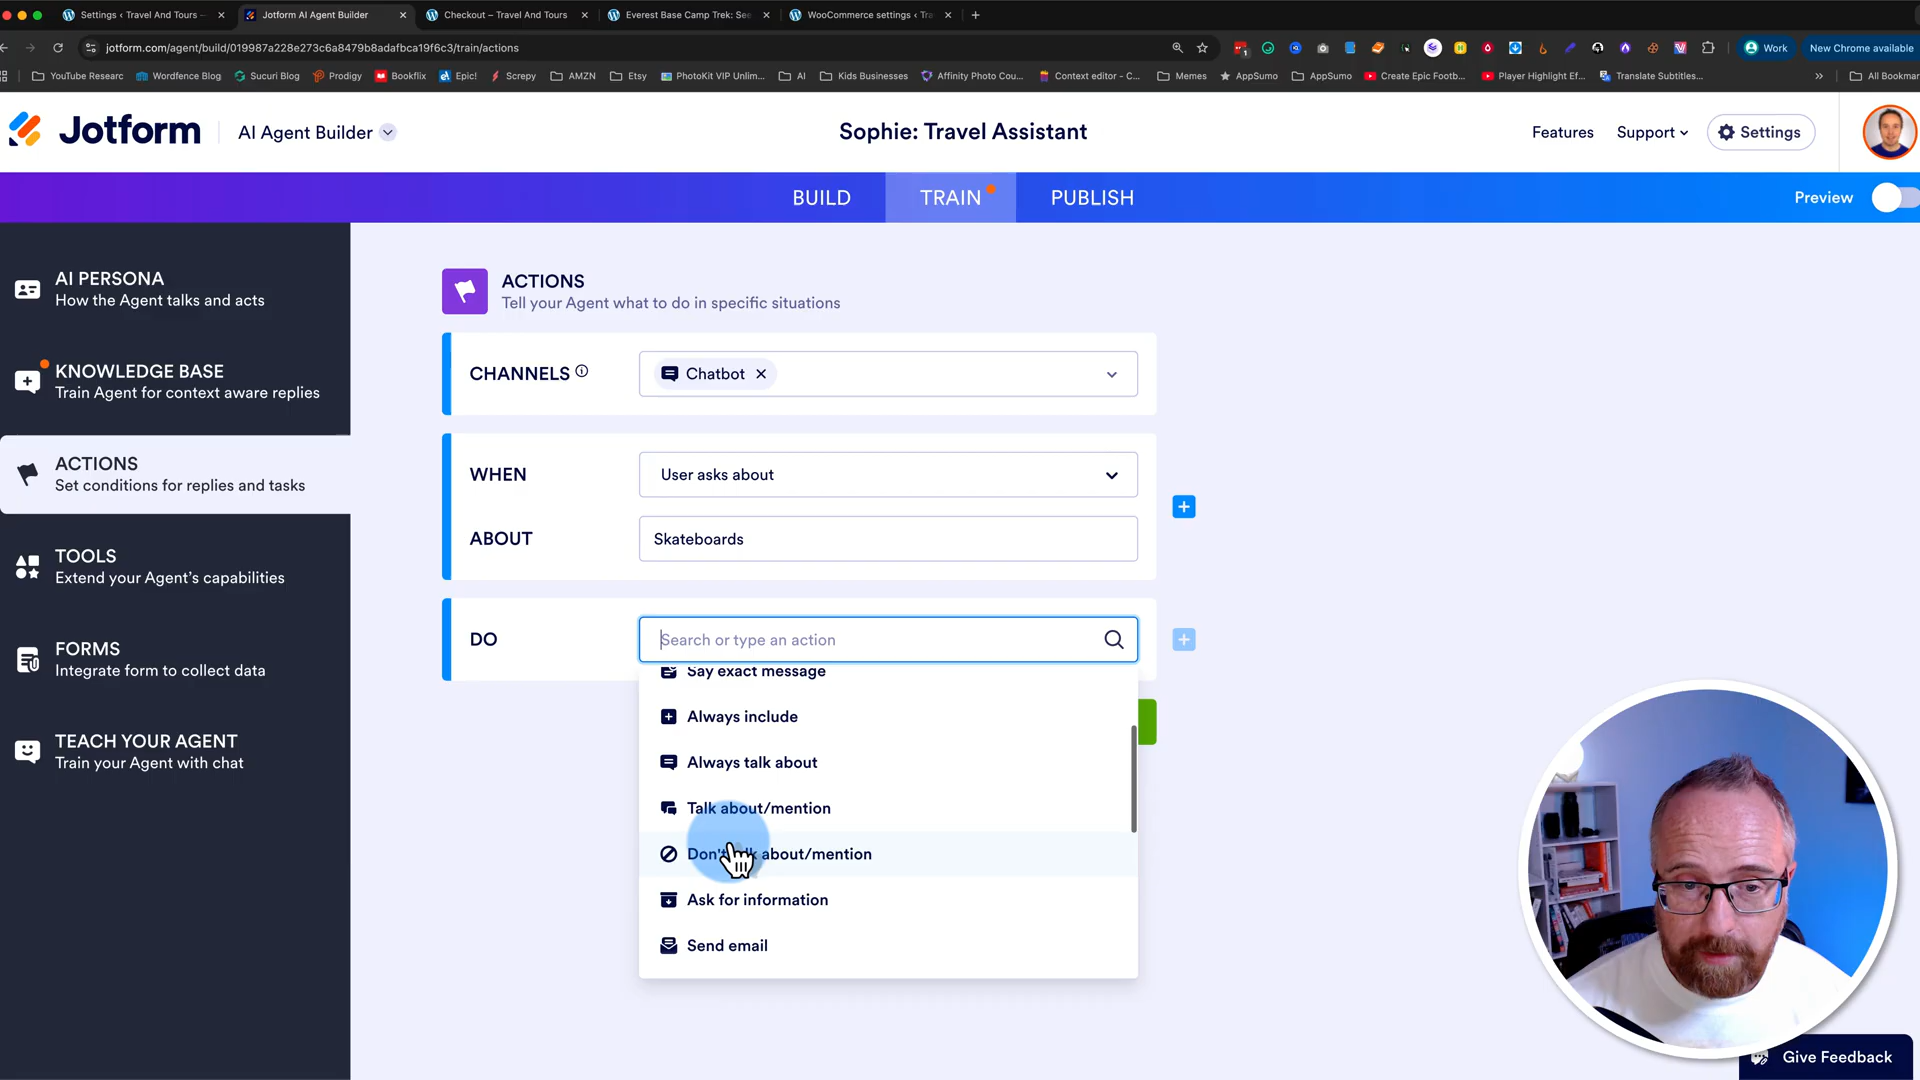 Settings ‹ Travel And Tours —
Jotform AI Agent Builder
Checkout – Travel And Tours
Everest Base Camp Trek: See
WooCommerce settings ‹ Tra
jotform.com/agent/build/019987a228e273c6a8479b8adafbca19f6c3/train/actions
Work
New Chrome available
YouTube Researc
Wordfence Blog
Sucuri Blog
Prodigy
Bookflix
Epic!
Screpy
AMZN
Etsy
PhotoKit VIP Unlim...
AI
Kids Businesses
Affinity Photo Cou...
Context editor - C...
Memes
AppSumo
AppSumo
Create Epic Footb...
Player Highlight Ef...
Translate Subtitles...
»
All Bookmar
Jotform
AI Agent Builder
Sophie: Travel Assistant
Features
Support
Settings
BUILD
TRAIN
PUBLISH
Preview
AI PERSONA
How the Agent talks and acts
KNOWLEDGE BASE
Train Agent for context aware replies
ACTIONS
Set conditions for replies and tasks
TOOLS
Extend your Agent's capabilities
FORMS
Integrate form to collect data
TEACH YOUR AGENT
Train your Agent with chat
ACTIONS
Tell your Agent what to do in specific situations
CHANNELS
Chatbot
WHEN
User asks about
ABOUT
Skateboards
DO
Search or type an action
Say exact message
Always include
Always talk about
Talk about/mention
Don't talk about/mention
Ask for information
Send email
Give Feedback